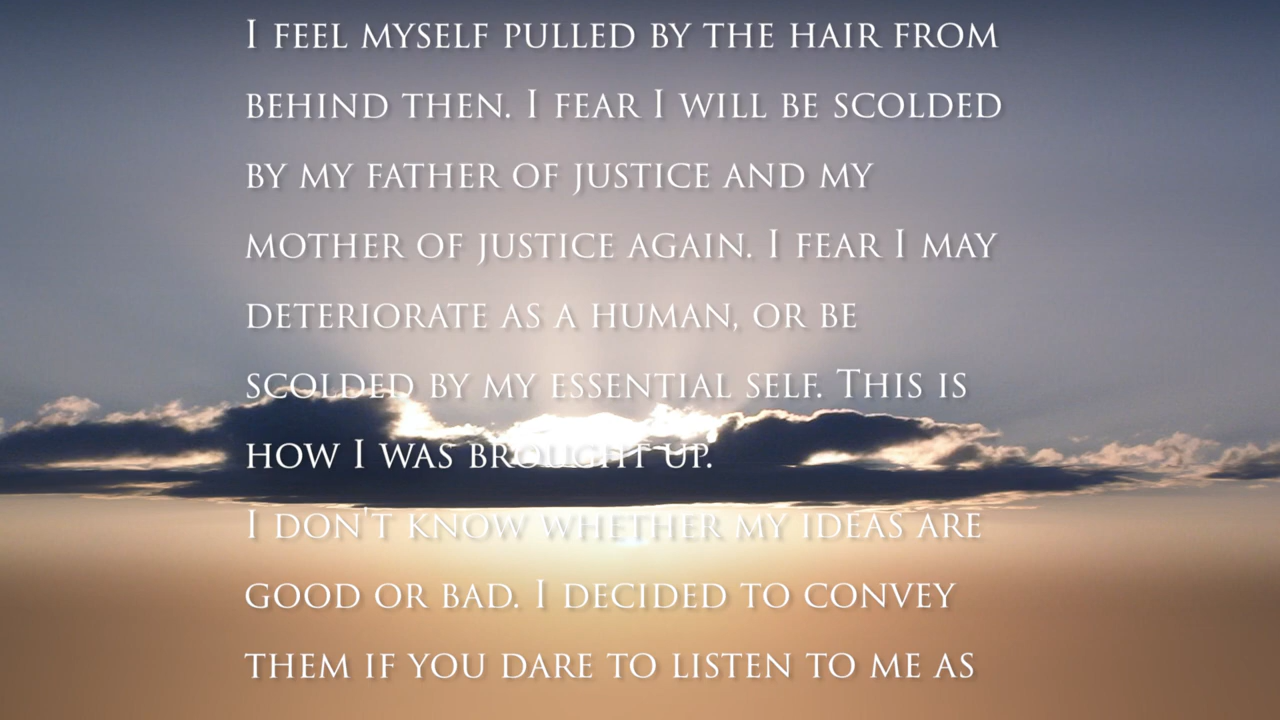 I FEEL MYSELF PULLED BY THE HAIR FROM
BEHIND THEN. I FEAR I WILL BE SCOLDED
BY MY FATHER OF JUSTICE AND MY
MOTHER OF JUSTICE AGAIN. I FEAR I MAY
DETERIORATE AS A HUMAN, OR BE
SCOLDED BY MY ESSENTIAL SELF. THIS IS
HOW I WAS BROUGHT UP.
I DON'T KNOW WHETHER MY IDEAS ARE
GOOD OR BAD. I DECIDED TO CONVEY
THEM IF YOU DARE TO LISTEN TO ME AS